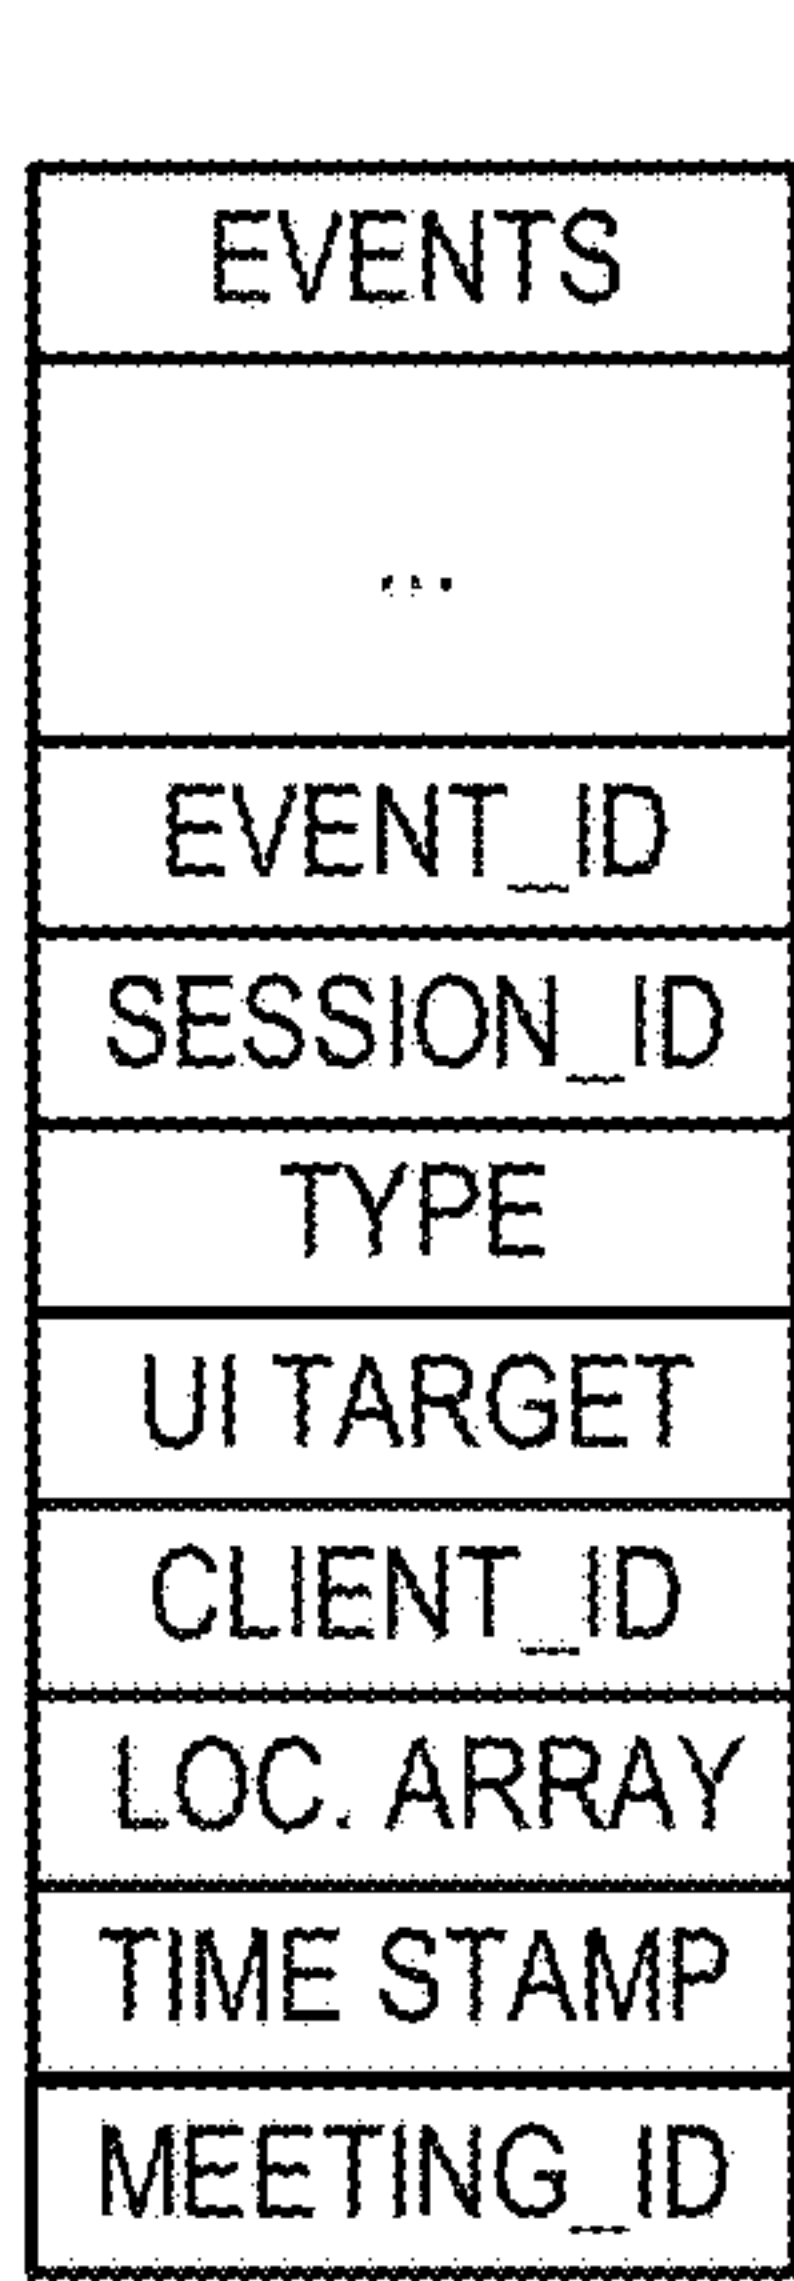 EVENTS
...
EVENT_ID
SESSION_ID
TYPE
UI TARGET
CLIENT_ID
LOC. ARRAY
TIME STAMP
MEETING_ID